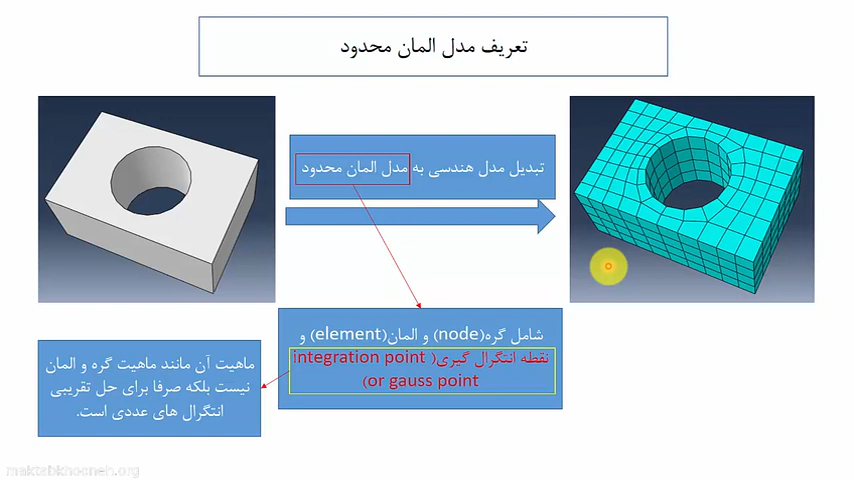 تعریف مدل المان محدود
تبدیل مدل هندسی به مدل المان محدود
شامل گره(node) و المان(element) و
نقطه انتگرال گیری( integration point
or gauss point)
ماهیت آن مانند ماهیت گره و المان
نیست بلکه صرفا برای حل تقریبی
انتگرال های عددی است.
maktabkhooneh.org